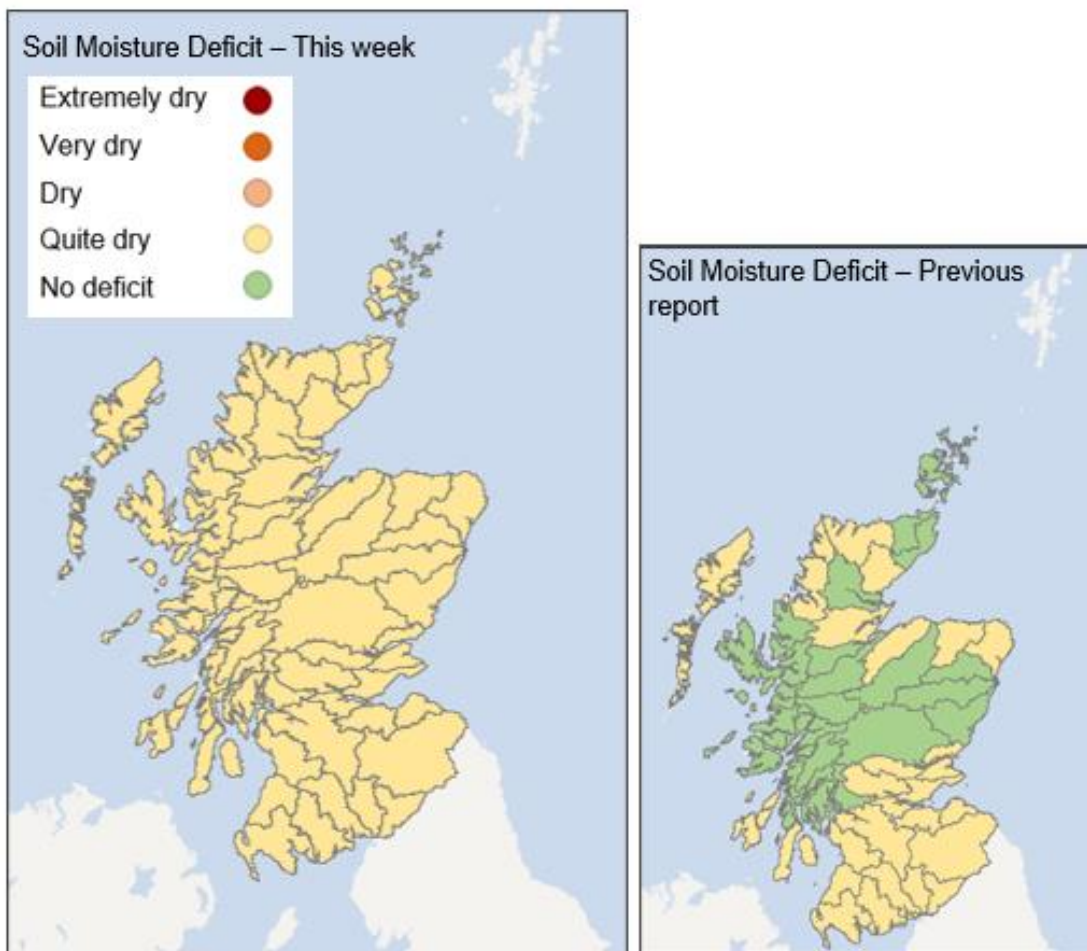 Soil Moisture Deficit – This week
Extremely dry
Very dry
Dry
Quite dry
No deficit
Soil Moisture Deficit – Previous
report